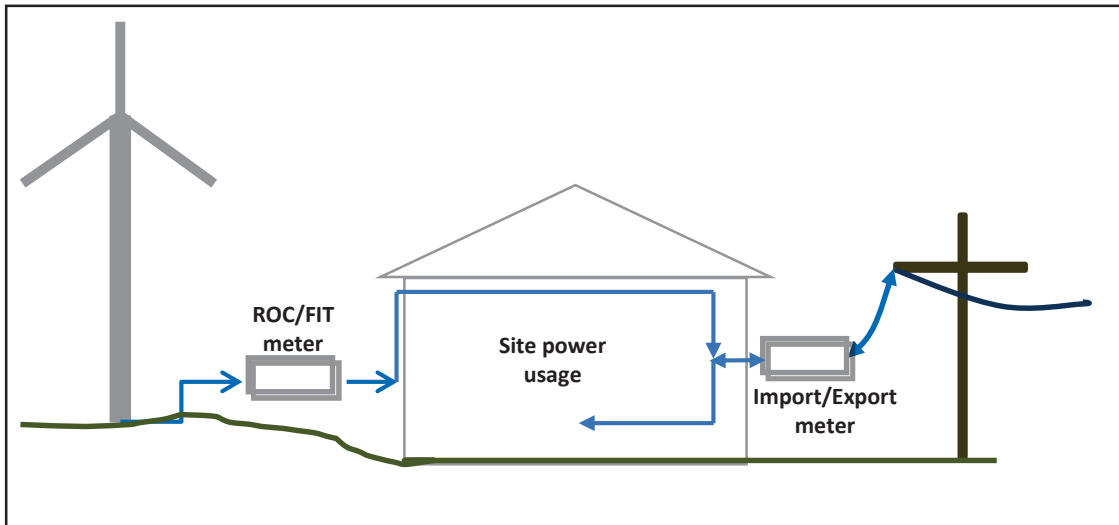 ROC/FIT
meter
Site power
usage
Import/Export
meter